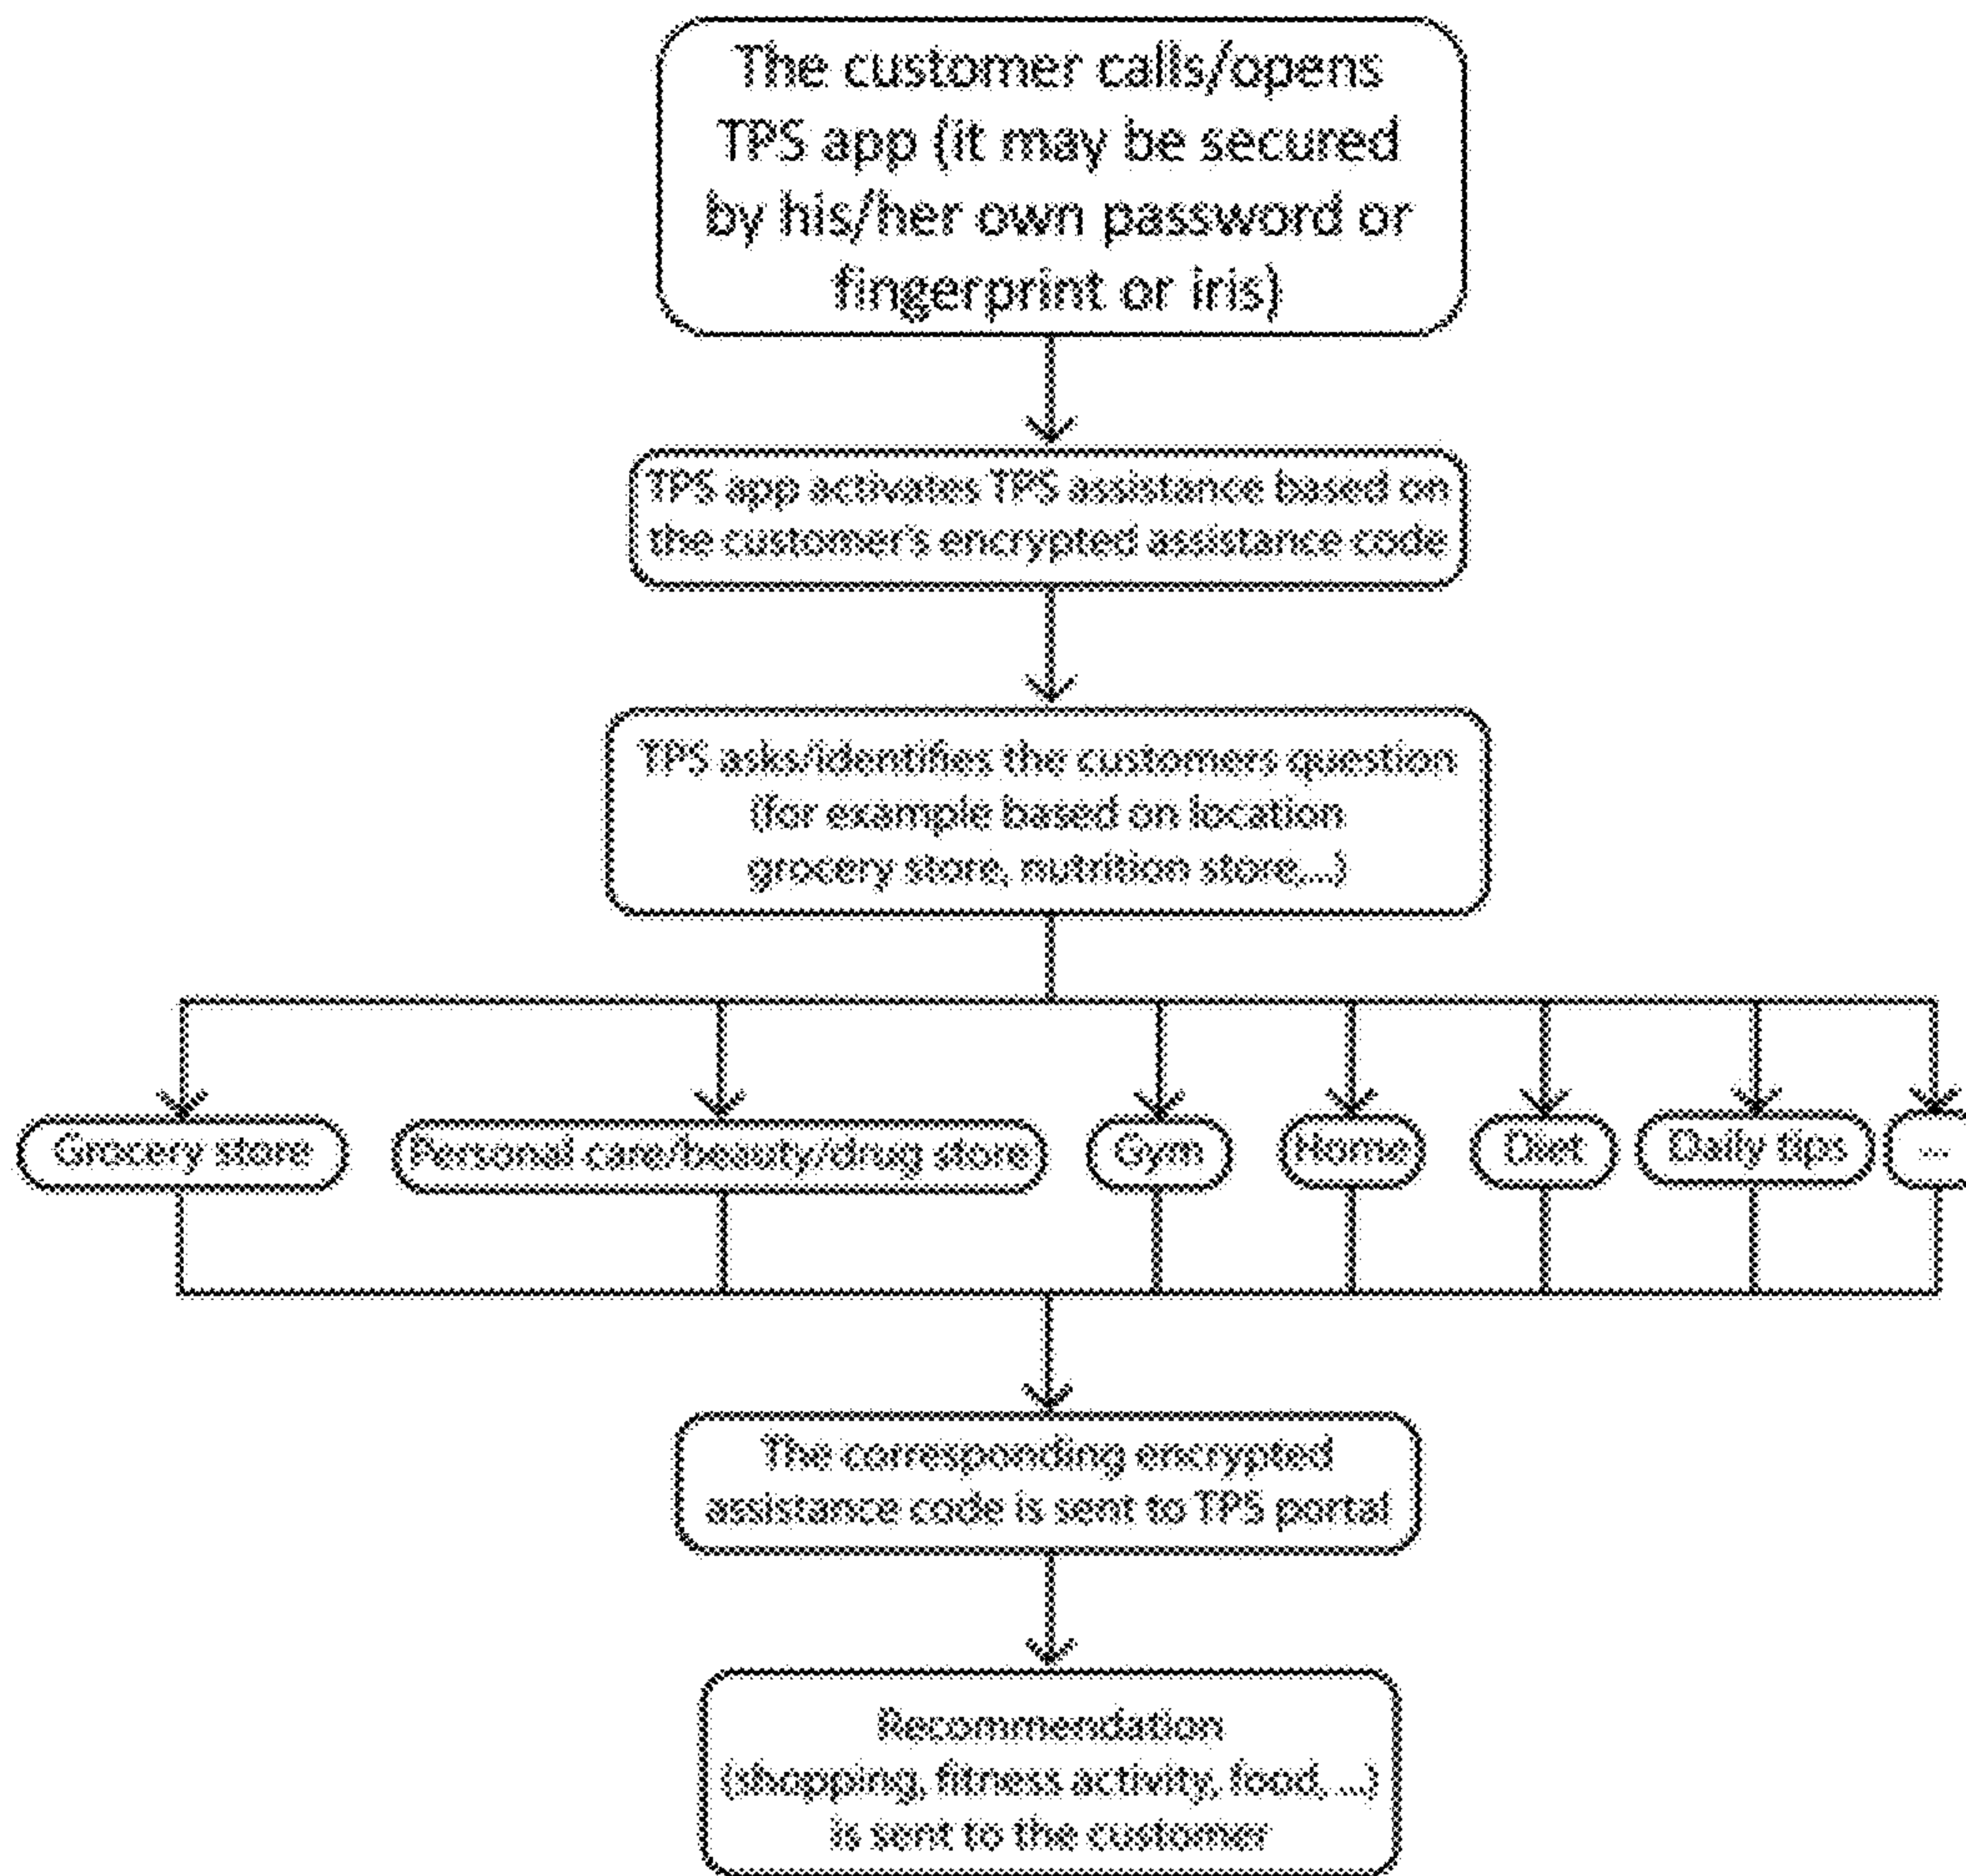 The customer calls/opens
TPS app (it may be secured
by his/her own password or
fingerprint or iris)
TPS app activates TPS assistance based on
the customer's encrypted assistance code
TPS asks/identifies the customers question
(for example based on location
grocery store, nutrition store,...)
Grocery store
Personal care/beauty/drug store
Gym
Home
Diet
Daily tips
...
The corresponding encrypted
assistance code is sent to TPS portal
Recommendation
(shopping, fitness activity, food, ...)
is sent to the customer